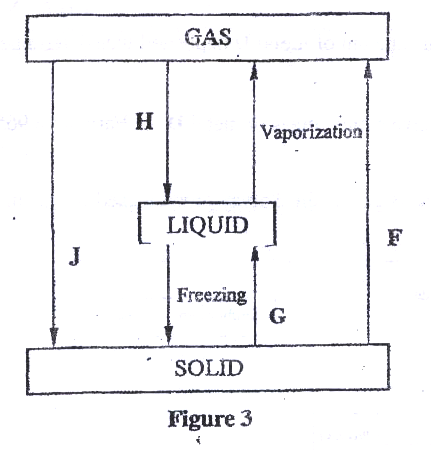 GAS
H
Vaporization
LIQUID
F
J
Freezing
G
SOLID
Figure 3